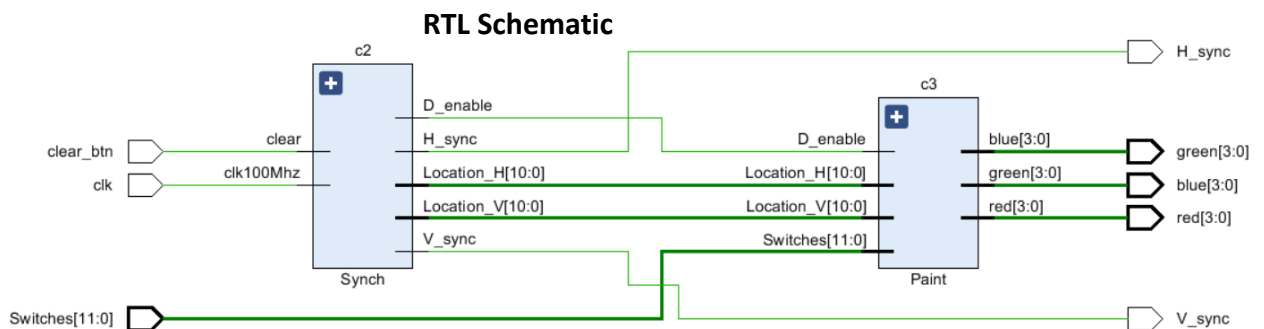 RTL Schematic
c2
H_sync
c3
D_enable
clear
H_sync
D_enable
blue[3:0]
clear_btn
green[3:0]
clk100Mhz
Location_H[10:0]
Location_H[10:0]
green[3:0]
clk
blue[3:0]
Location_V[10:0]
Location_V[10:0]
red[3:0]
red[3:0]
V_sync
Switches[11:0]
Synch
Paint
Switches[11:0]
V_sync